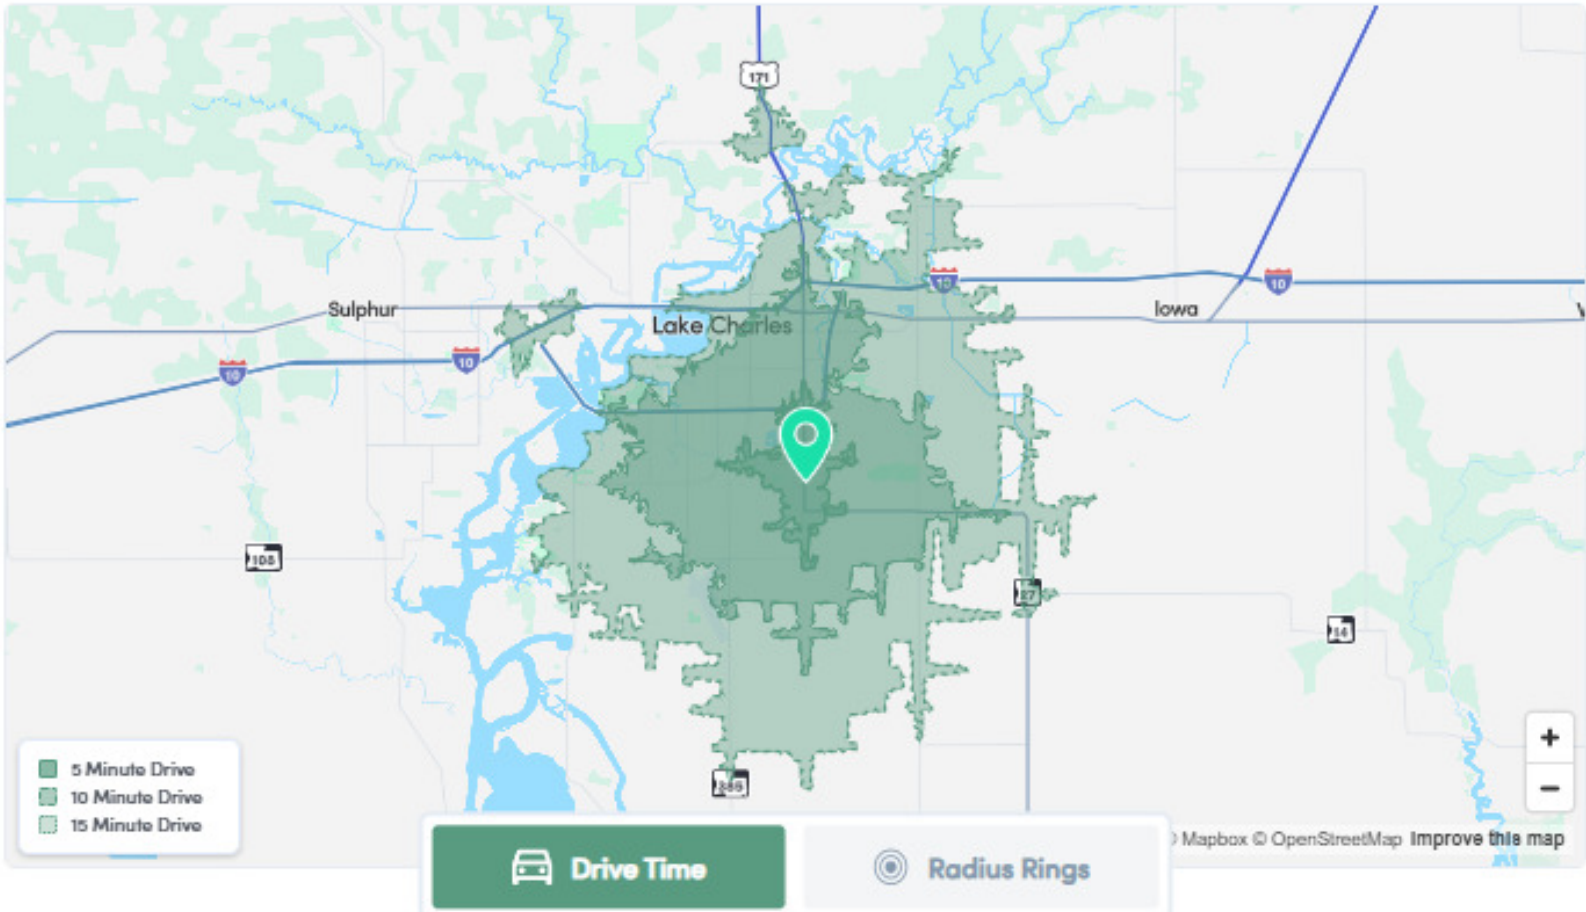 171
10
Sulphur
Iowa
10
Lake Charles
10
10
108
27
14
5 Minute Drive
10 Minute Drive
15 Minute Drive
385
+
−
Mapbox © OpenStreetMap Improve this map
Drive Time
Radius Rings